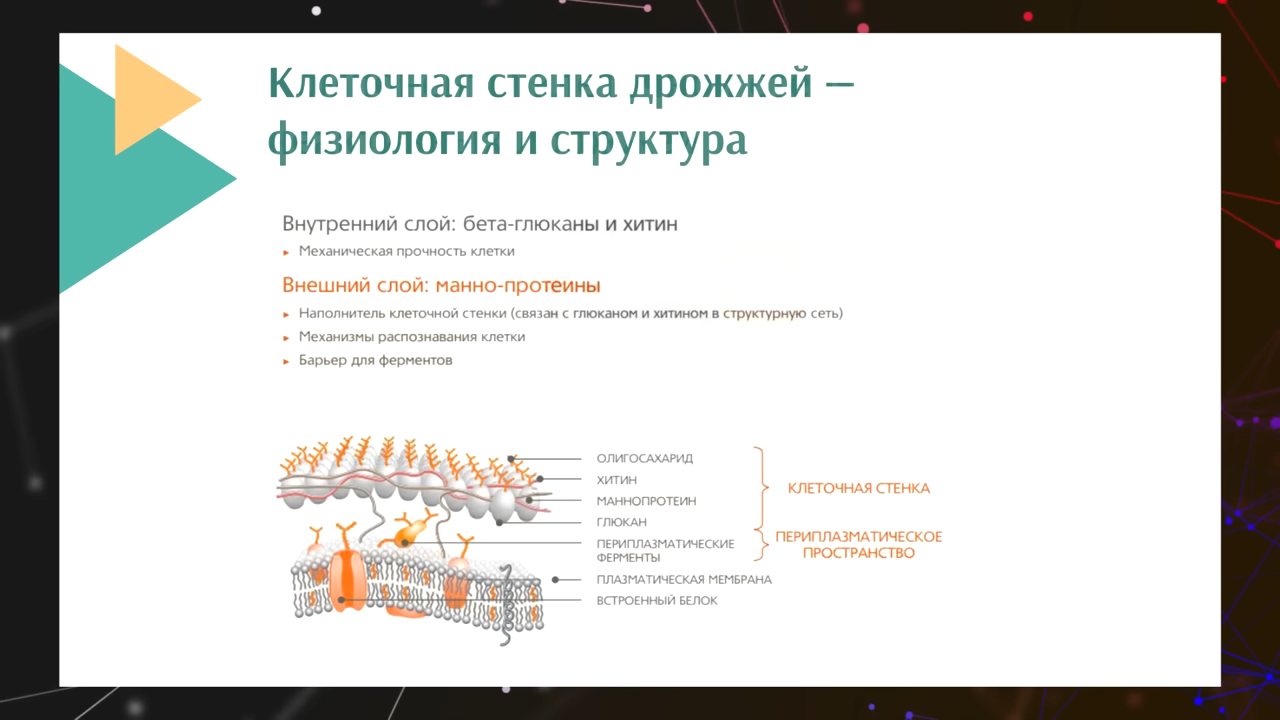 Клеточная стенка дрожжей —
физиология и структура
Внутренний слой: бета-глюканы и хитин
▸ Механическая прочность клетки
Внешний слой: манно-протеины
▸ Наполнитель клеточной стенки (связан с глюканом и хитином в структурную сеть)
▸ Механизмы распознавания клетки
▸ Барьер для ферментов
ОЛИГОСАХАРИД
ХИТИН
МАННОПРОТЕИН
ГЛЮКАН
ПЕРИПЛАЗМАТИЧЕСКИЕ
ФЕРМЕНТЫ
ПЛАЗМАТИЧЕСКАЯ МЕМБРАНА
ВСТРОЕННЫЙ БЕЛОК
КЛЕТОЧНАЯ СТЕНКА
ПЕРИПЛАЗМАТИЧЕСКОЕ
ПРОСТРАНСТВО